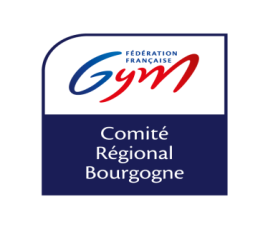 FÉDÉRATION
FRANÇAISE
Gym
Comité
Régional
Bourgogne